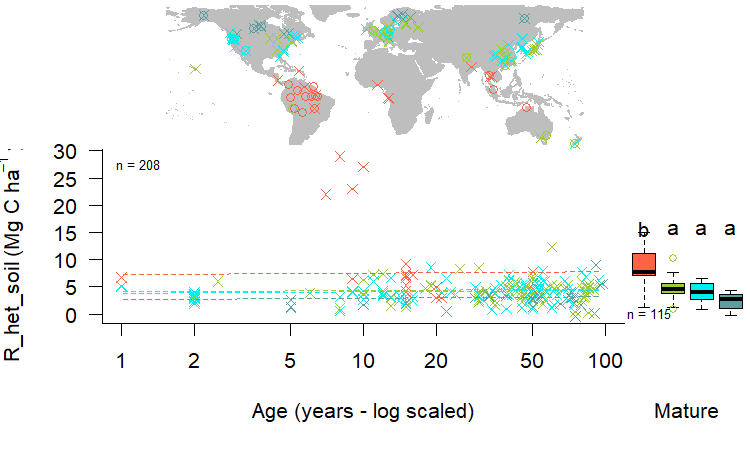 R_het_soil (Mg C ha⁻¹
30
25
20
15
10
5
0
n = 208
b a a a
n = 115
1 2 5 10 20 50 100
Age (years - log scaled)
Mature